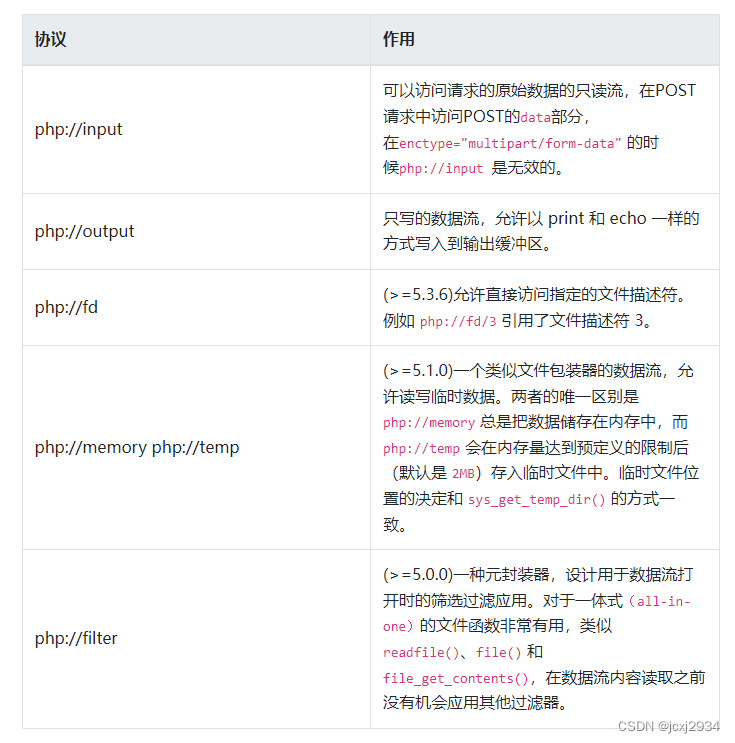 协议 作用
可以访问请求的原始数据的只读流，在POST
请求中访问POST的data部分，
php://input
在enctype="multipart/form-data" 的时
候php://input 是无效的。
只写的数据流，允许以 print 和 echo 一样的
php://output
方式写入到输出缓冲区。
(>=5.3.6)允许直接访问指定的文件描述符。
php://fd
例如 php://fd/3 引用了文件描述符 3。
(>=5.1.0)一个类似文件包装器的数据流，允
许读写临时数据。两者的唯一区别是
php://memory 总是把数据储存在内存中，而
php://memory php://temp
php://temp 会在内存量达到预定义的限制后
（默认是 2MB）存入临时文件中。临时文件位
置的决定和 sys_get_temp_dir() 的方式一
致。
(>=5.0.0)一种元封装器，设计用于数据流打
开时的筛选过滤应用。对于一体式（all-in-
one）的文件函数非常有用，类似
php://filter
readfile()、file() 和
file_get_contents()，在数据流内容读取之前
没有机会应用其他过滤器。
CSDN @jcxj2934